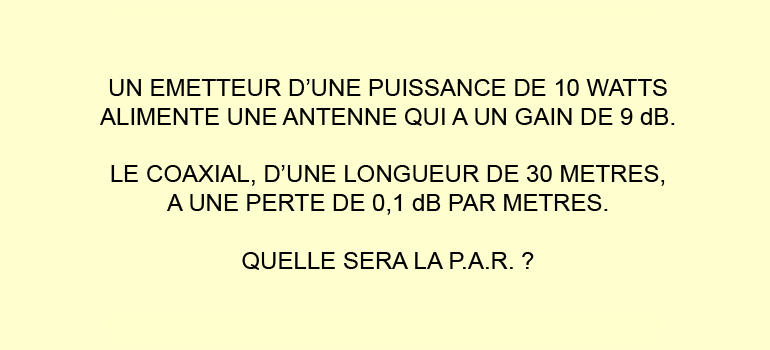 UN EMETTEUR D’UNE PUISSANCE DE 10 WATTS
ALIMENTE UNE ANTENNE QUI A UN GAIN DE 9 dB.
LE COAXIAL, D’UNE LONGUEUR DE 30 METRES,
A UNE PERTE DE 0,1 dB PAR METRES.
QUELLE SERA LA P.A.R. ?